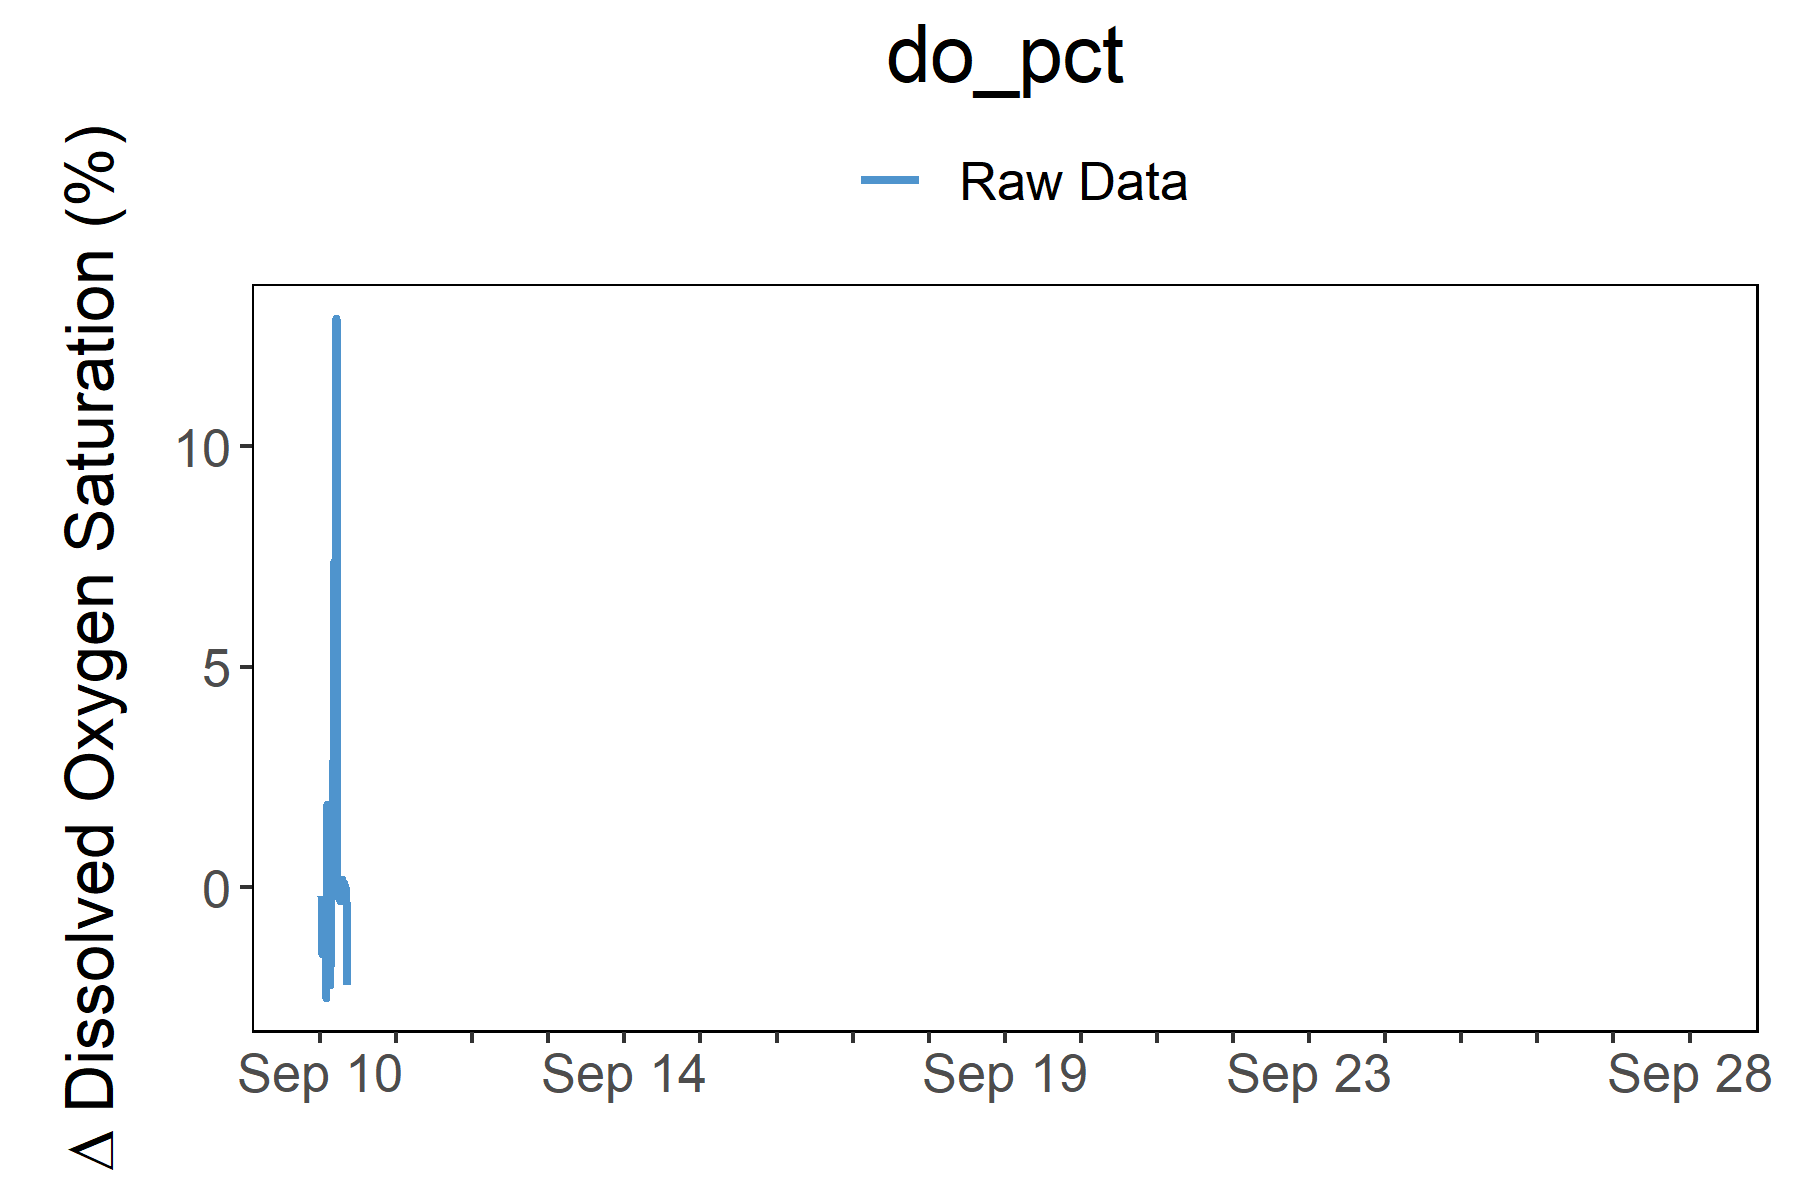 do_pct
Raw Data
Δ Dissolved Oxygen Saturation (%)
10
5
0
Sep 10 Sep 14 Sep 19 Sep 23 Sep 28